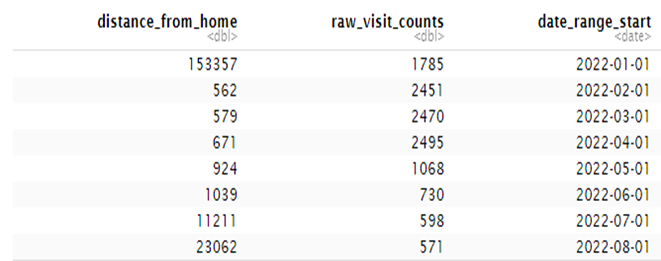 distance_from_home raw_visit_counts date_range_start
<dbl> <dbl> <date>
153357 1785 2022-01-01
562 2451 2022-02-01
579 2470 2022-03-01
671 2495 2022-04-01
924 1068 2022-05-01
1039 730 2022-06-01
11211 598 2022-07-01
23062 571 2022-08-01